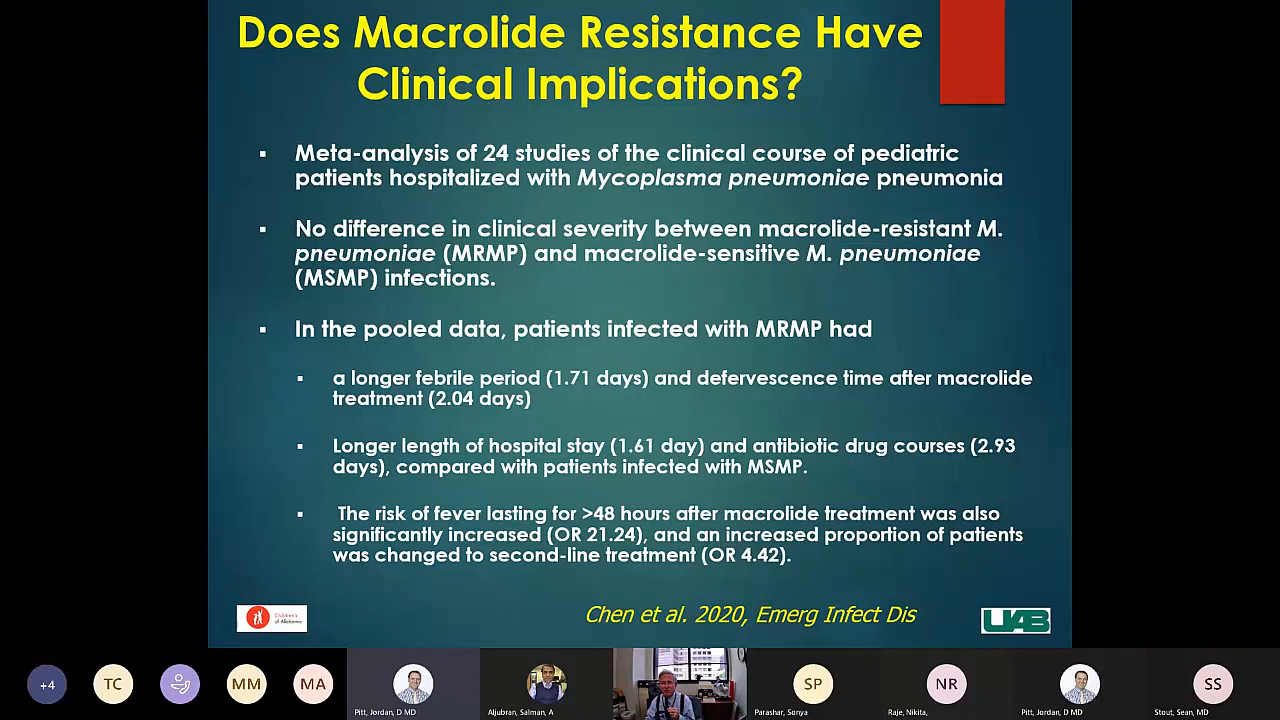 Does Macrolide Resistance Have
Clinical Implications?
▪ Meta-analysis of 24 studies of the clinical course of pediatric
patients hospitalized with Mycoplasma pneumoniae pneumonia
▪ No difference in clinical severity between macrolide-resistant M.
pneumoniae (MRMP) and macrolide-sensitive M. pneumoniae
(MSMP) infections.
▪ In the pooled data, patients infected with MRMP had
▪ a longer febrile period (1.71 days) and defervescence time after macrolide
treatment (2.04 days)
▪ Longer length of hospital stay (1.61 day) and antibiotic drug courses (2.93
days), compared with patients infected with MSMP.
▪ The risk of fever lasting for >48 hours after macrolide treatment was also
significantly increased (OR 21.24), and an increased proportion of patients
was changed to second-line treatment (OR 4.42).
Children's
of Alabama
Chen et al. 2020, Emerg Infect Dis
UAB
+4
TC
MM
MA
Pitt, Jordan, D MD
Aljubran, Salman, A
SP
Parashar, Sonya
NR
Raje, Nikita,
Pitt, Jordan, D MD
SS
Stout, Sean, MD